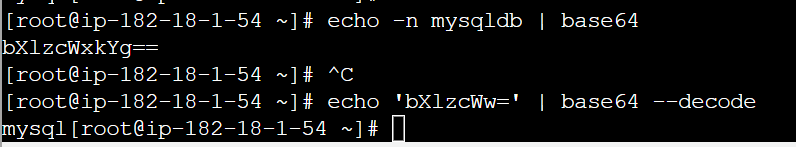 [root@ip-182-18-1-54 ~]# echo -n mysqldb | base64
bXlzcWxkYg==
[root@ip-182-18-1-54 ~]# ^C
[root@ip-182-18-1-54 ~]# echo 'bXlzcWw=' | base64 --decode
mysql[root@ip-182-18-1-54 ~]#